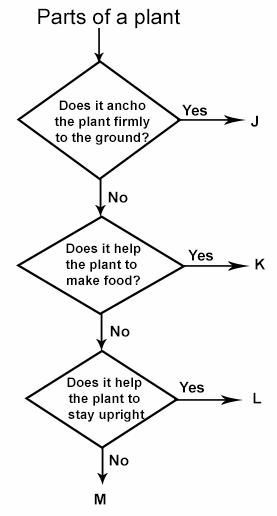 Parts of a plant
Does it ancho
the plant firmly
to the ground?
Yes
J
No
Does it help
the plant to
make food?
Yes
K
No
Does it help
the plant to
stay upright
Yes
L
No
M